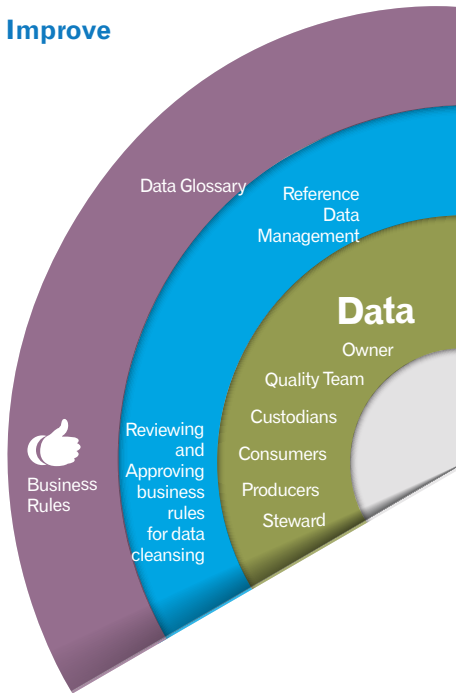 Improve
Data Glossary
Reference
Data
Management
Data
Owner
Quality Team
Custodians
Consumers
Producers
Steward
Reviewing
and
Approving
business
rules
for data
cleansing
Business
Rules